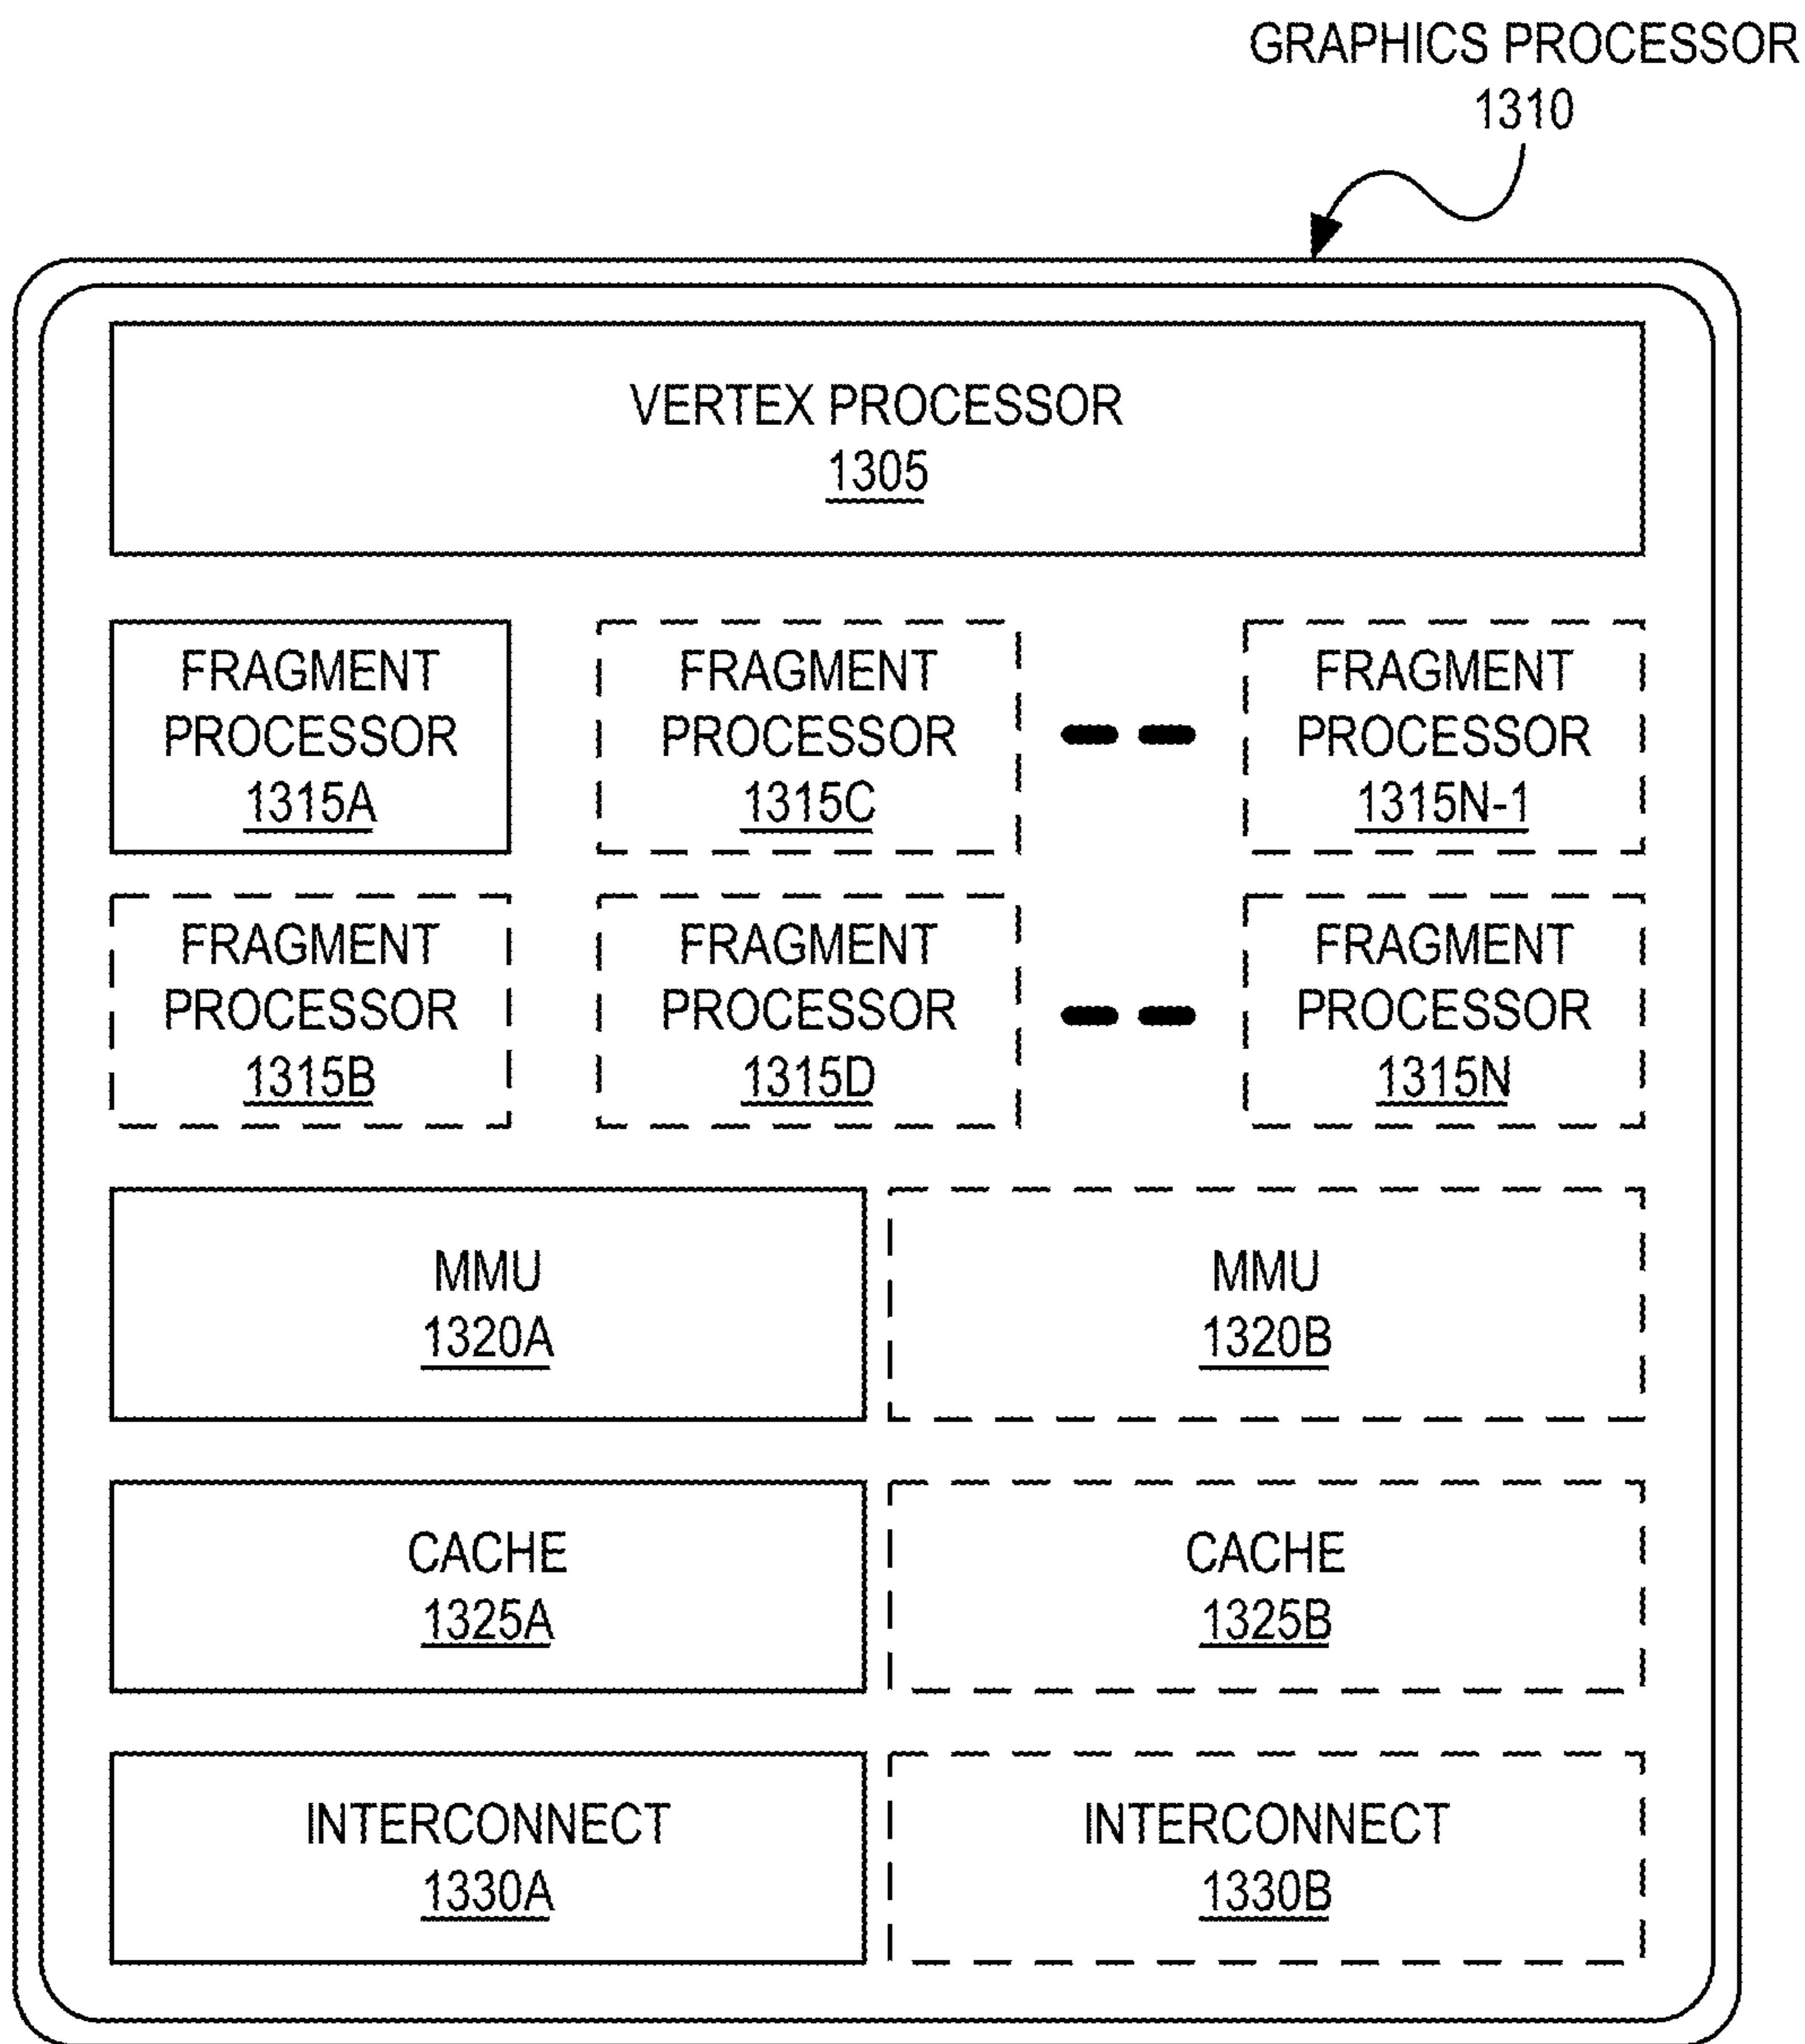 GRAPHICS PROCESSOR
1310
VERTEX PROCESSOR
1305
FRAGMENT
PROCESSOR
1315A
FRAGMENT
PROCESSOR
1315C
FRAGMENT
PROCESSOR
1315N-1
FRAGMENT
PROCESSOR
1315B
FRAGMENT
PROCESSOR
1315D
FRAGMENT
PROCESSOR
1315N
MMU
1320A
MMU
1320B
CACHE
1325A
CACHE
1325B
INTERCONNECT
1330A
INTERCONNECT
1330B